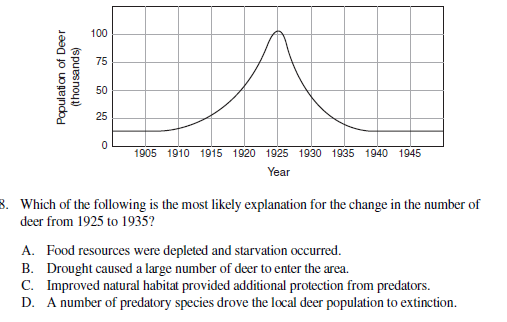 Population of Deer
(thousands)
100
75
50
25
0
1905 1910 1915 1920 1925 1930 1935 1940 1945
Year
8. Which of the following is the most likely explanation for the change in the number of
deer from 1925 to 1935?
A. Food resources were depleted and starvation occurred.
B. Drought caused a large number of deer to enter the area.
C. Improved natural habitat provided additional protection from predators.
D. A number of predatory species drove the local deer population to extinction.